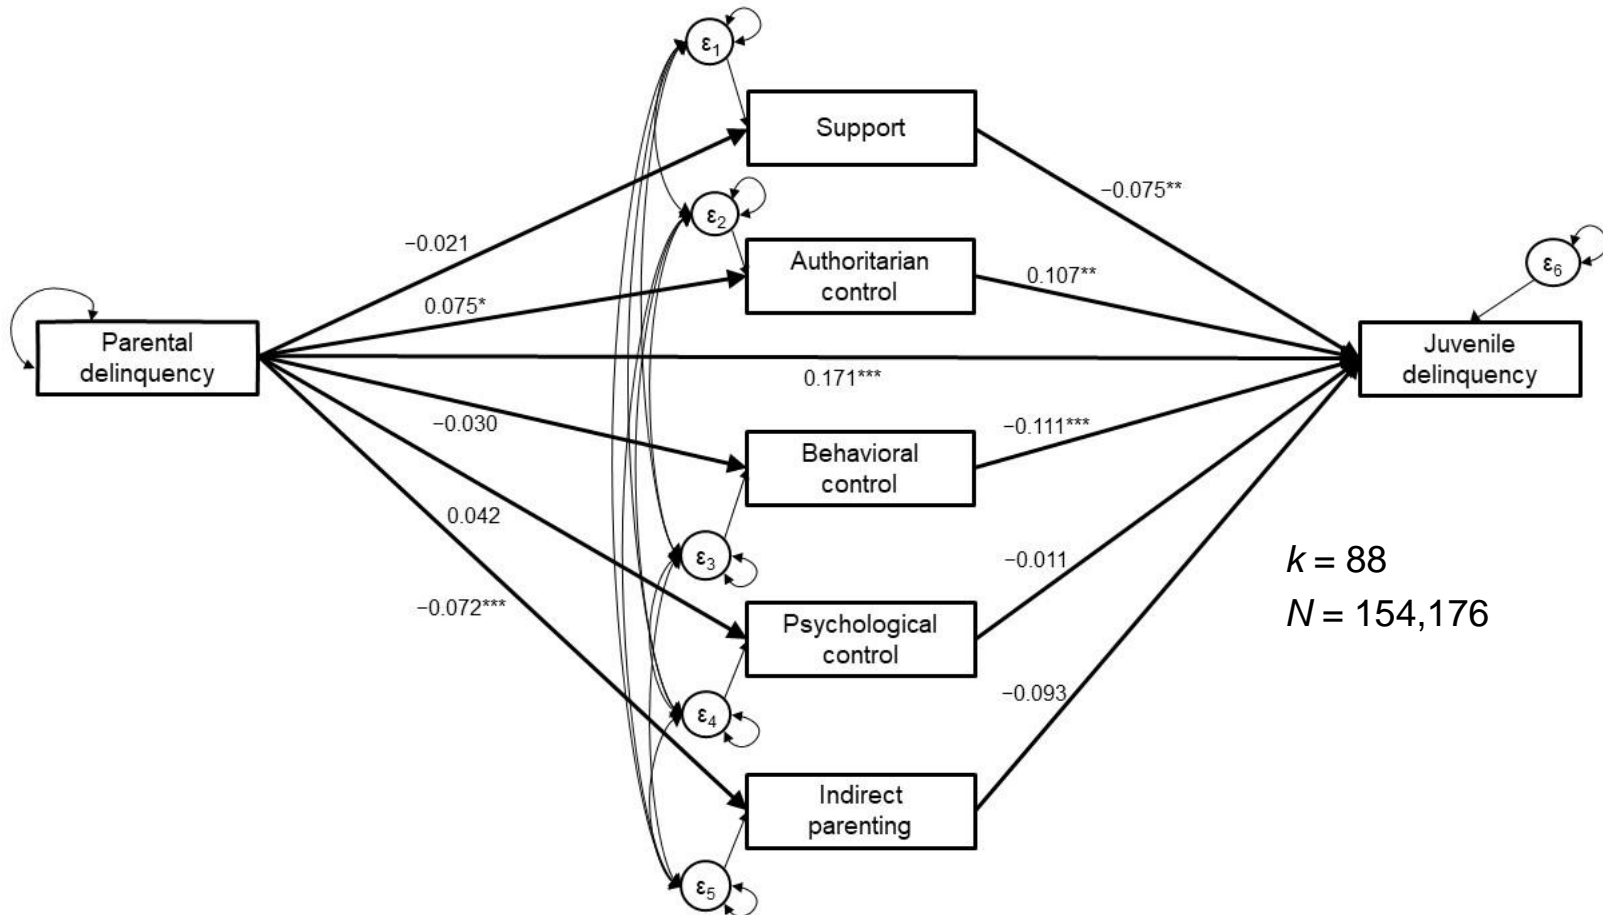 ε1
Support
−0.075**
ε2
−0.021
Authoritarian
control
0.107**
ε6
0.075*
Parental
delinquency
0.171***
Juvenile
delinquency
−0.030
Behavioral
control
−0.111***
0.042
ε3
−0.011
k = 88
−0.072***
Psychological
control
N = 154,176
ε4
−0.093
Indirect
parenting
ε5